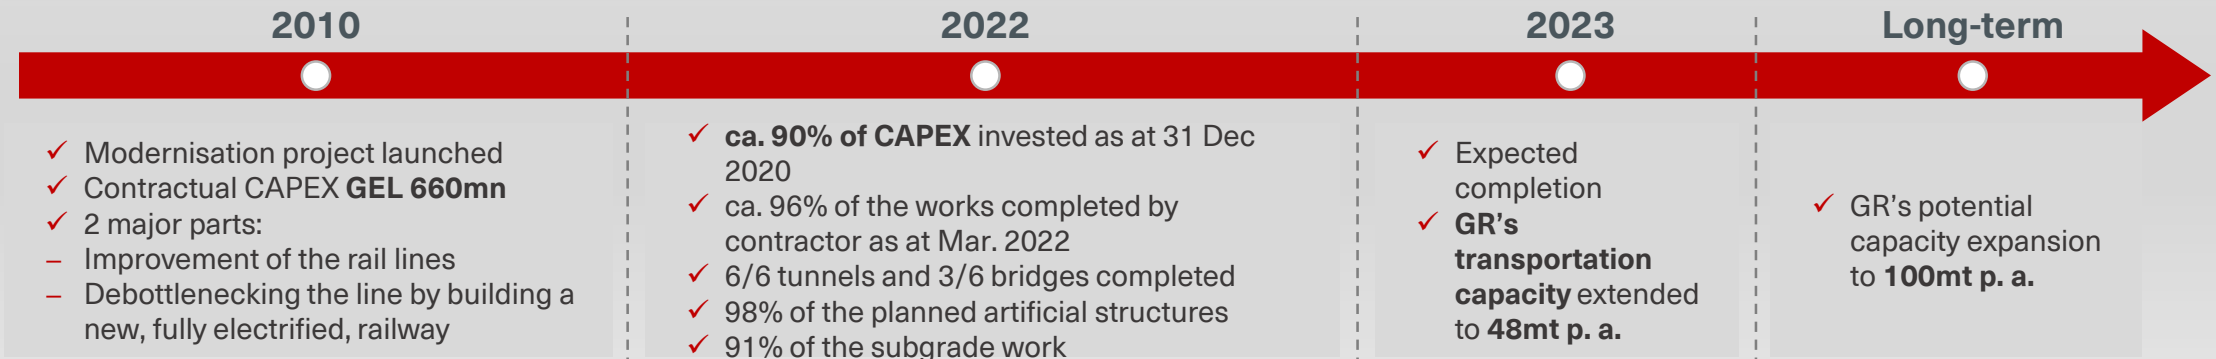 2010
✓ Modernisation project launched
✓ Contractual CAPEX GEL 660mn
✓ 2 major parts:
– Improvement of the rail lines
– Debottlenecking the line by building a
new, fully electrified, railway
2022
✓ ca. 90% of CAPEX invested as at 31 Dec
2020
✓ ca. 96% of the works completed by
contractor as at Mar. 2022
✓ 6/6 tunnels and 3/6 bridges completed
✓ 98% of the planned artificial structures
✓ 91% of the subgrade work
2023
✓ Expected
completion
✓ GR’s
transportation
capacity extended
to 48mt p. a.
Long-term
✓ GR’s potential
capacity expansion
to 100mt p. a.